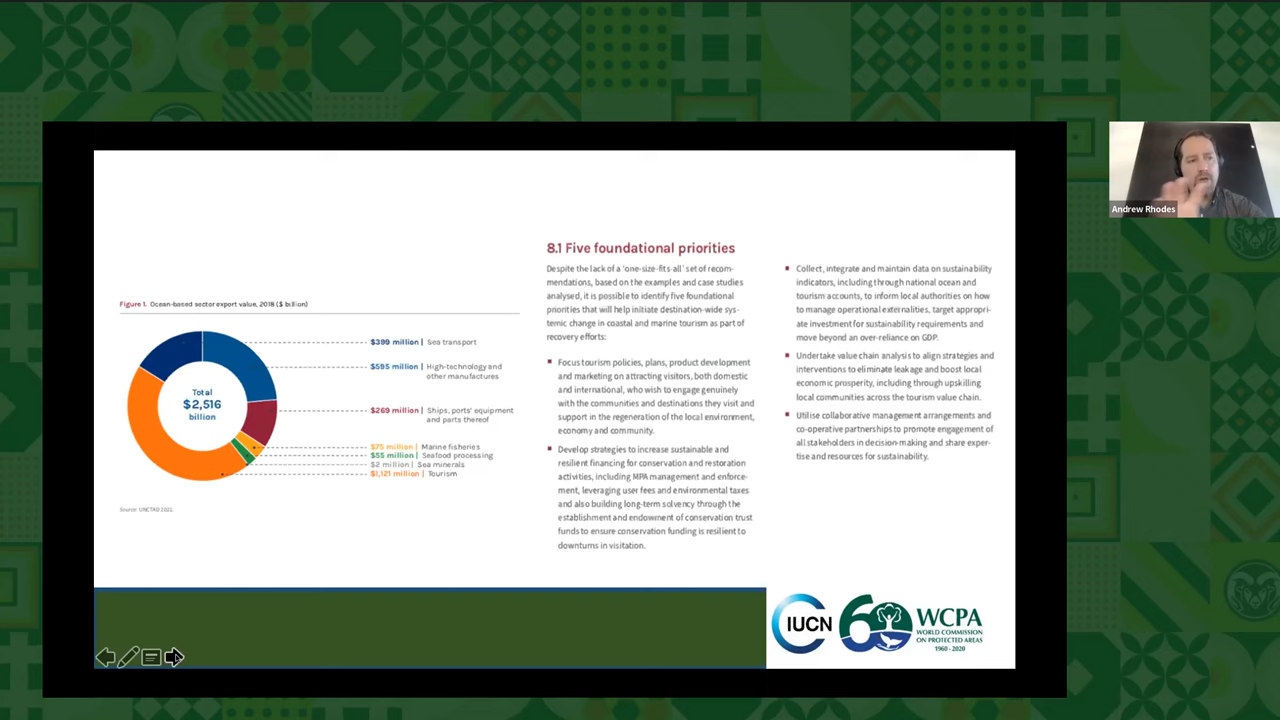 Figure 1. Ocean-based sector export value, 2018 ($ billion)
Total
$2,516
billion
$399 million | Sea transport
$595 million | High-technology and
other manufactures
$269 million | Ships, ports' equipment
and parts thereof
$75 million | Marine fisheries
$55 million | Seafood processing
$2 million | Sea minerals
$1,121 million | Tourism
Source: UNCTAD 2021.
8.1 Five foundational priorities
Despite the lack of a 'one-size-fits-all' set of recom-
mendations, based on the examples and case studies
analysed, it is possible to identify five foundational
priorities that will help initiate destination-wide sys-
temic change in coastal and marine tourism as part of
recovery efforts:
Focus tourism policies, plans, product development
and marketing on attracting visitors, both domestic
and international, who wish to engage genuinely
with the communities and destinations they visit and
support in the regeneration of the local environment,
economy and community.
Develop strategies to increase sustainable and
resilient financing for conservation and restoration
activities, including MPA management and enforce-
ment, leveraging user fees and environmental taxes
and also building long-term solvency through the
establishment and endowment of conservation trust
funds to ensure conservation funding is resilient to
downturns in visitation.
Collect, integrate and maintain data on sustainability
indicators, including through national ocean and
tourism accounts, to inform local authorities on how
to manage operational externalities, target appropri-
ate investment for sustainability requirements and
move beyond an over-reliance on GDP.
Undertake value chain analysis to align strategies and
interventions to eliminate leakage and boost local
economic prosperity, including through upskilling
local communities across the tourism value chain.
Utilise collaborative management arrangements and
co-operative partnerships to promote engagement of
all stakeholders in decision-making and share exper-
tise and resources for sustainability.
IUCN
60
WCPA
WORLD COMMISSION
ON PROTECTED AREAS
1960 - 2020
Andrew Rhodes